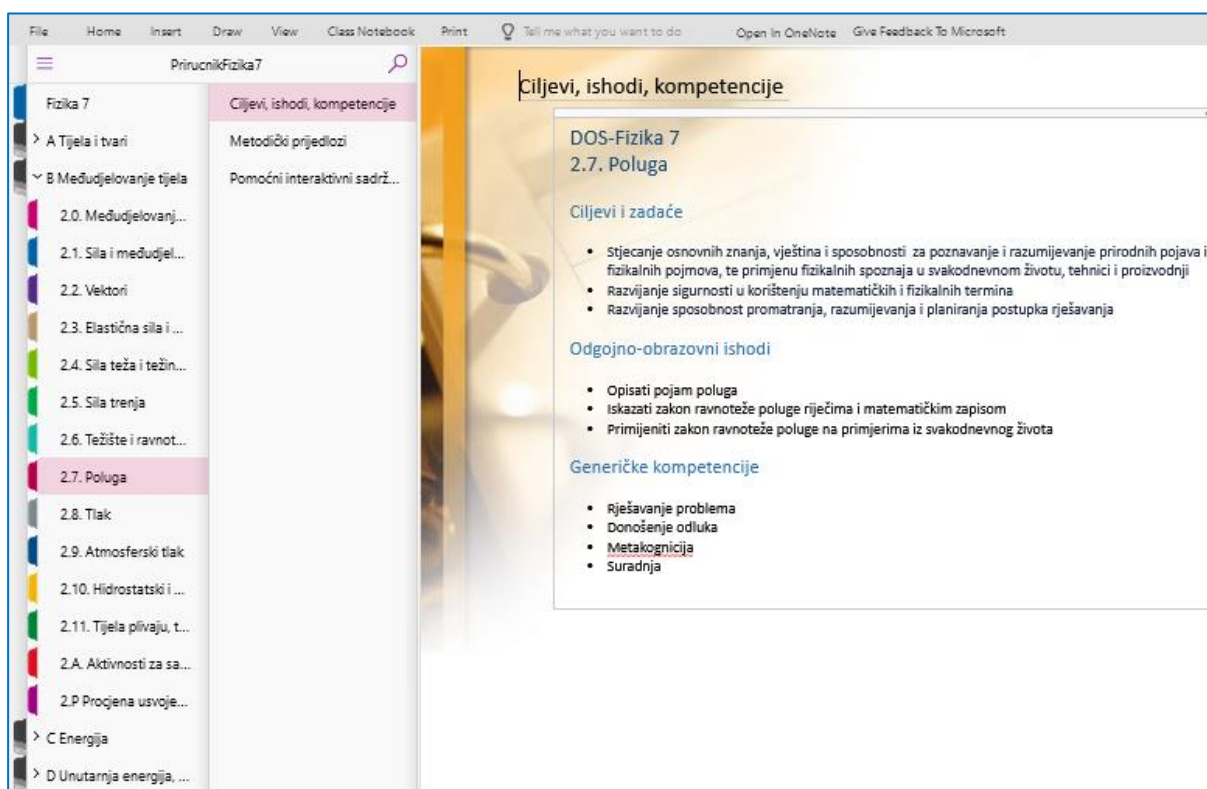 File Home Insert Draw View Class Notebook Print Tell me what you want to do Open In OneNote Give Feedback To Microsoft
PrirucnikFizika7
Fizika 7
A Tijela i tvari
B Međudjelovanje tijela
2.0. Međudjelovanj...
2.1. Sila i međudjel...
2.2. Vektori
2.3. Elastična sila i ...
2.4. Sila teža i težin...
2.5. Sila trenja
2.6. Težište i ravnot...
2.7. Poluga
2.8. Tlak
2.9. Atmosferski tlak
2.10. Hidrostatski i ...
2.11. Tijela plivaju, t...
2.A. Aktivnosti za sa...
2.P Procjena usvoje...
C Energija
D Unutarnja energija, ...
Ciljevi, ishodi, kompetencije
Metodički prijedlozi
Pomoćni interaktivni sadrž...
Ciljevi, ishodi, kompetencije
DOS-Fizika 7
2.7. Poluga
Ciljevi i zadaće
• Stjecanje osnovnih znanja, vještina i sposobnosti za poznavanje i razumijevanje prirodnih pojava i
fizikalnih pojmova, te primjenu fizikalnih spoznaja u svakodnevnom životu, tehnici i proizvodnji
• Razvijanje sigurnosti u korištenju matematičkih i fizikalnih termina
• Razvijanje sposobnost promatranja, razumijevanja i planiranja postupka rješavanja
Odgojno-obrazovni ishodi
• Opisati pojam poluga
• Iskazati zakon ravnoteže poluge riječima i matematičkim zapisom
• Primijeniti zakon ravnoteže poluge na primjerima iz svakodnevnog života
Generičke kompetencije
• Rješavanje problema
• Donošenje odluka
• Metakognicija
• Suradnja